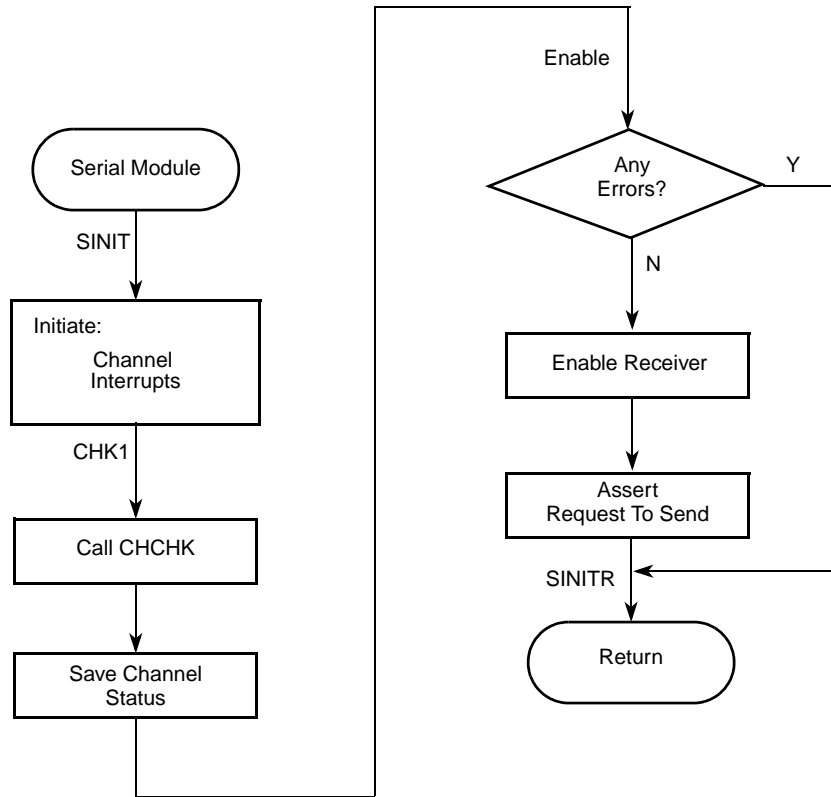 Serial Module
SINIT
Initiate:
Channel
Interrupts
CHK1
Call CHCHK
Save Channel
Status
Enable
Any
Errors?
Y
N
Enable Receiver
Assert
Request To Send
SINITR
Return